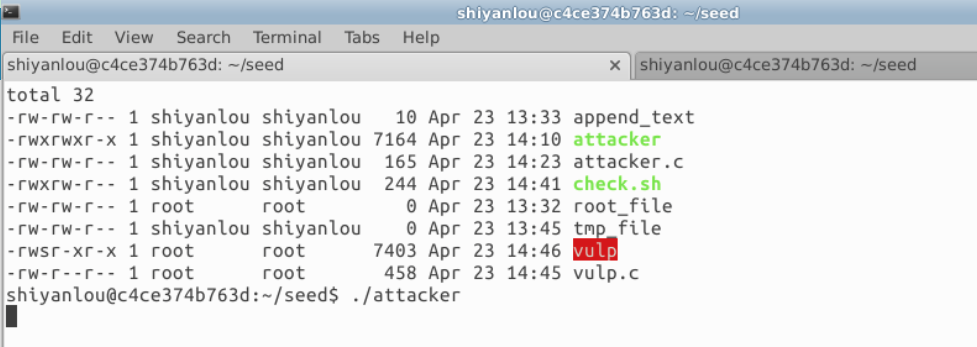 shiyanlou@c4ce374b763d: ~/seed
File Edit View Search Terminal Tabs Help
shiyanlou@c4ce374b763d: ~/seed × shiyanlou@c4ce374b763d: ~/seed
total 32
-rw-rw-r-- 1 shiyanlou shiyanlou   10 Apr 23 13:33 append_text
-rwxrwxr-x 1 shiyanlou shiyanlou 7164 Apr 23 14:10 attacker
-rw-rw-r-- 1 shiyanlou shiyanlou  165 Apr 23 14:23 attacker.c
-rwxrw-r-- 1 shiyanlou shiyanlou  244 Apr 23 14:41 check.sh
-rw-rw-r-- 1 root      root         0 Apr 23 13:32 root_file
-rw-rw-r-- 1 shiyanlou shiyanlou    0 Apr 23 13:45 tmp_file
-rwsr-xr-x 1 root      root      7403 Apr 23 14:46 vulp
-rw-r--r-- 1 root      root       458 Apr 23 14:45 vulp.c
shiyanlou@c4ce374b763d:~/seed$ ./attacker